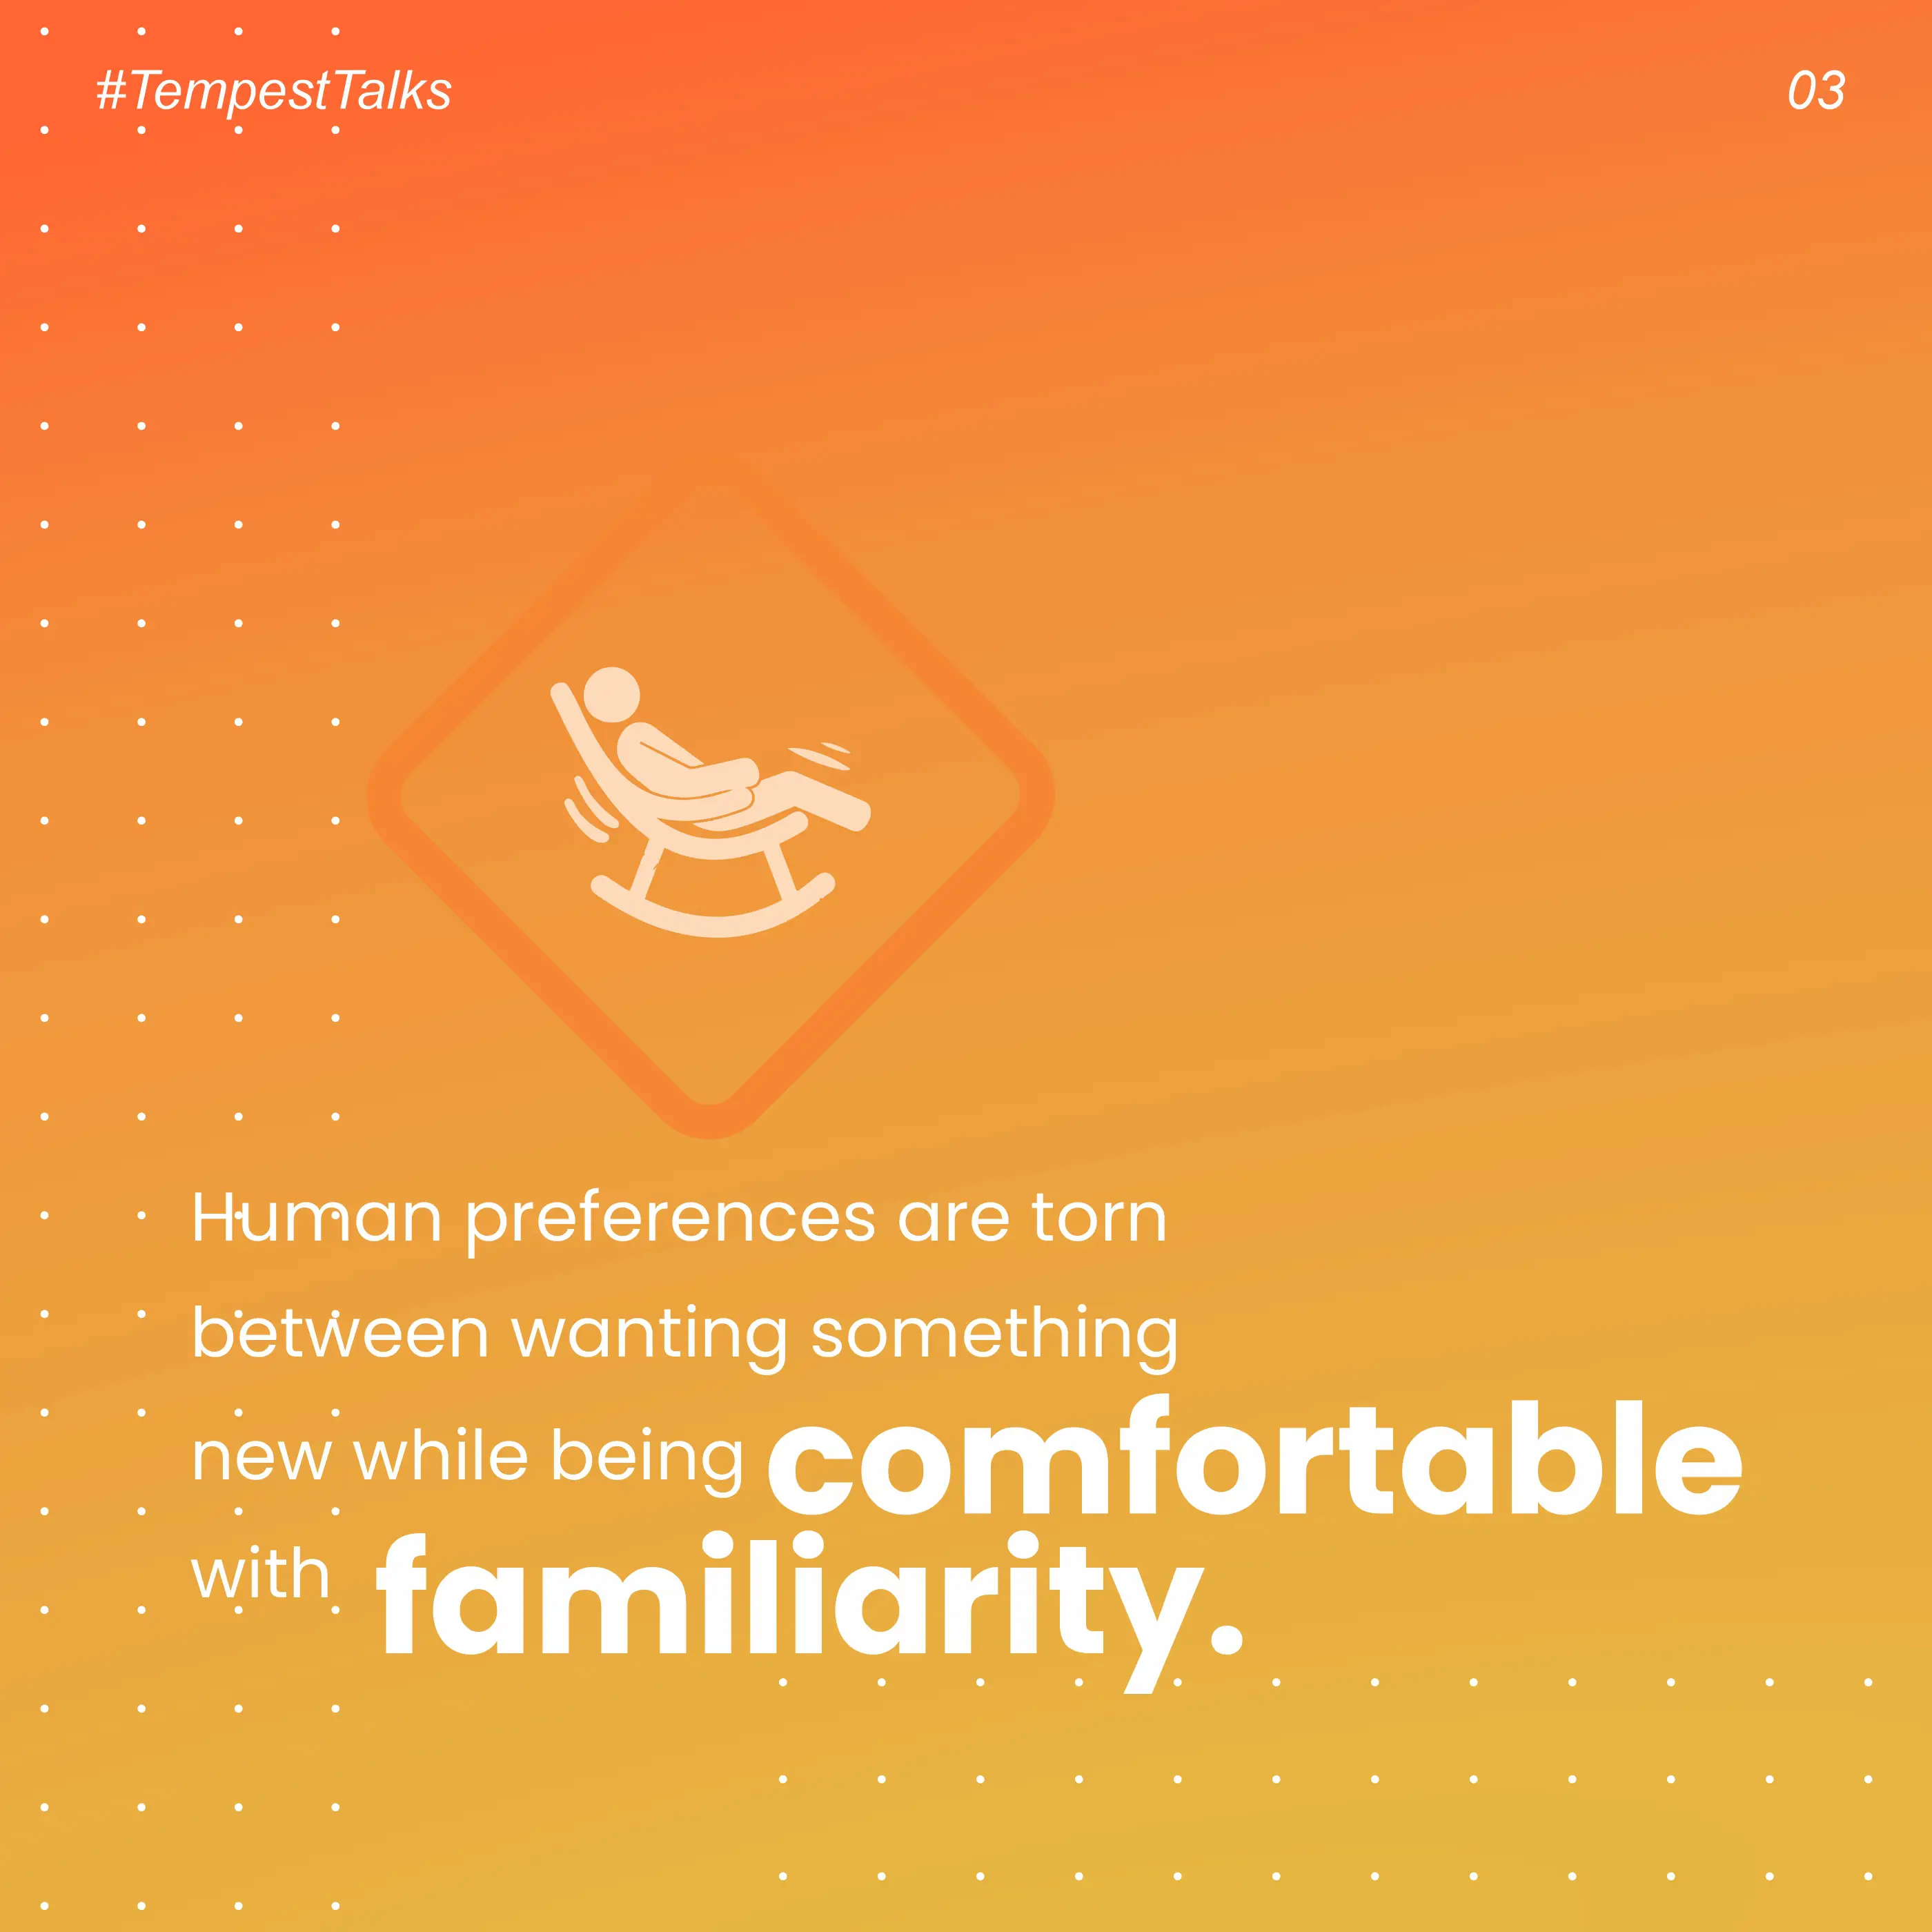 #TempestTalks
03
Human preferences are torn
between wanting something
new while being comfortable
with familiarity.